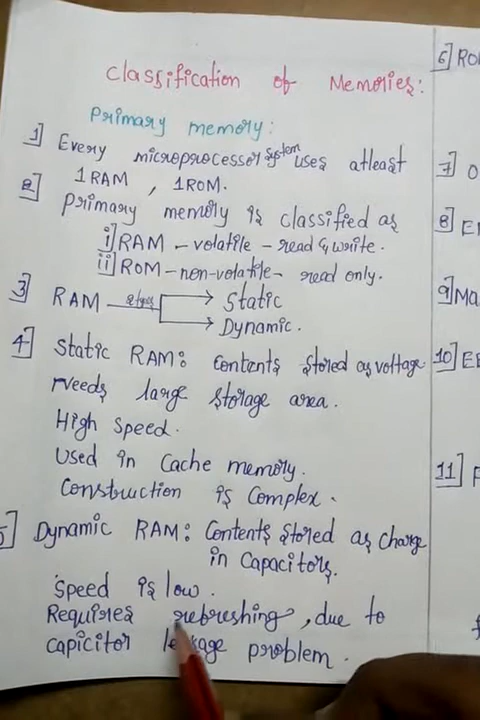 Classification of Memories:
Primary memory:
1] Every microprocessor system uses atleast
1 RAM , 1 ROM.
2] Primary memory is classified as
i] RAM - volatile - read & write.
ii] ROM - non-volatile - read only.
3] RAM 2 types Static
Dynamic.
4] Static RAM: Contents stored as voltage
Needs large storage area.
High Speed.
Used in Cache memory.
Construction is Complex.
5] Dynamic RAM: Contents stored as charge
in Capacitors.
Speed is low.
Requires refreshing, due to
Capicitor leakage problem.
6]
7]
8]
9] Ma
10]
11]